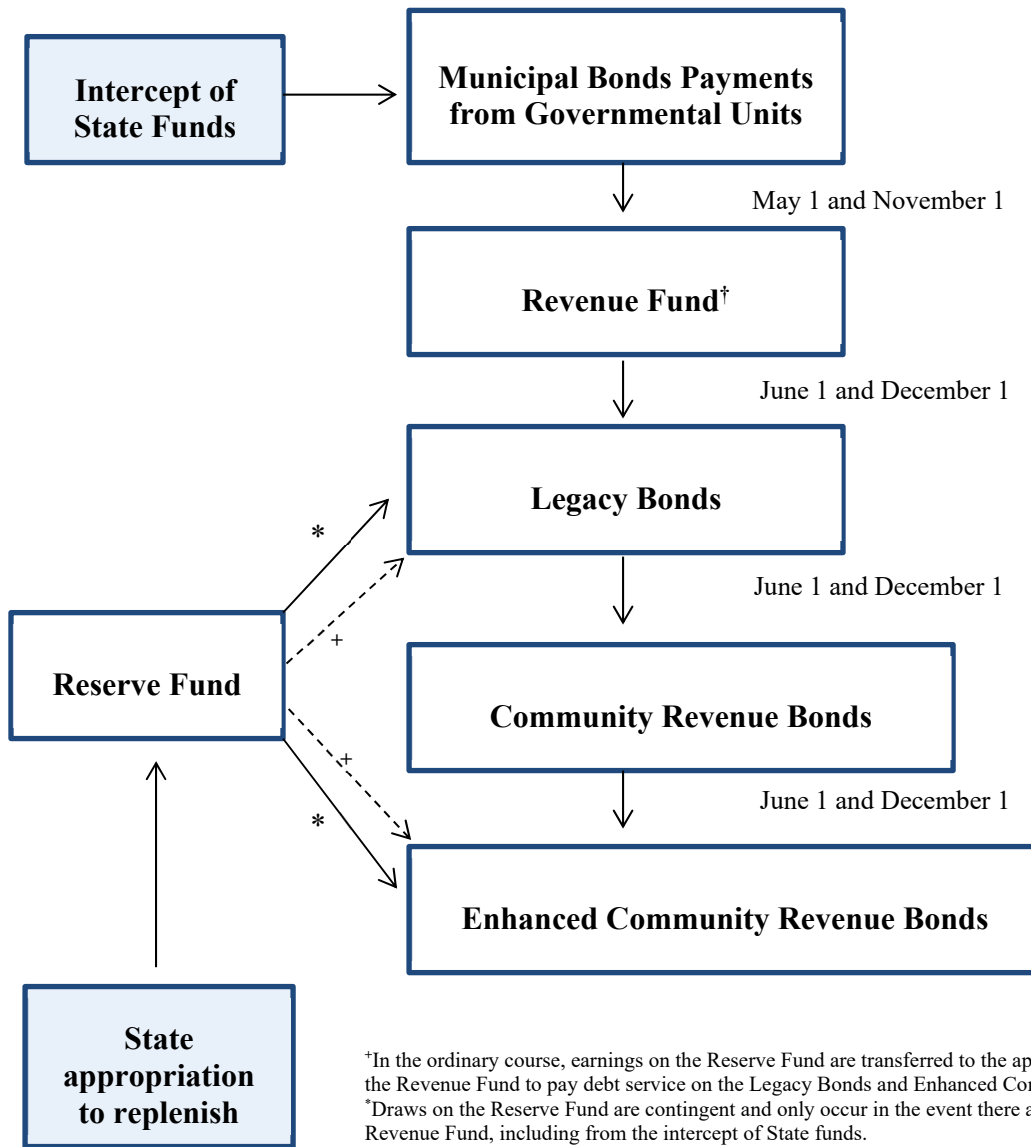 Intercept of
State Funds
Municipal Bonds Payments
from Governmental Units
May 1 and November 1
Revenue Fund†
June 1 and December 1
Legacy Bonds
*
+
June 1 and December 1
Reserve Fund
Community Revenue Bonds
+
*
June 1 and December 1
Enhanced Community Revenue Bonds
State
appropriation
to replenish
+In the ordinary course, earnings on the Reserve Fund are transferred to the ap
the Revenue Fund to pay debt service on the Legacy Bonds and Enhanced Con
*Draws on the Reserve Fund are contingent and only occur in the event there a
Revenue Fund, including from the intercept of State funds.